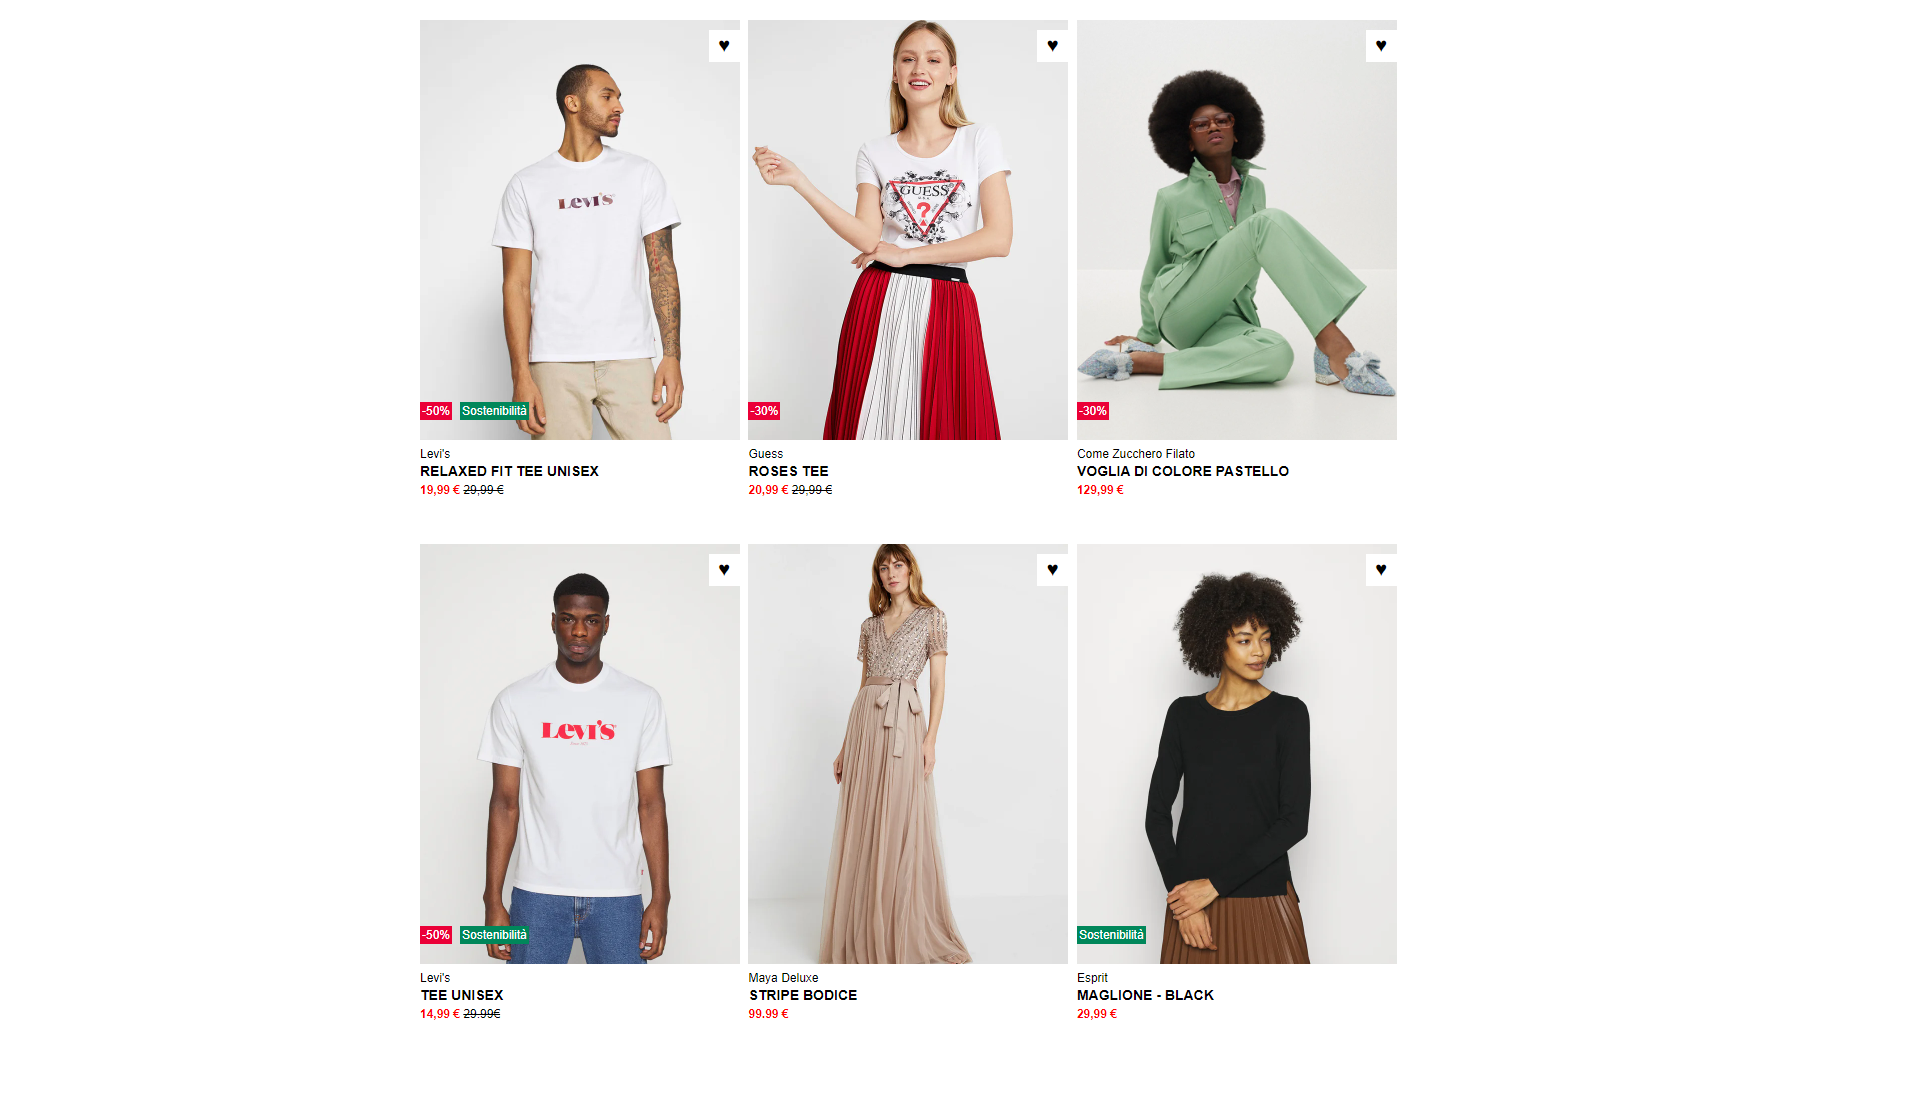 ♥
♥
♥
Levi's
GUESS
U.S.A.
?
-50% Sostenibilità
-30%
-30%
Levi's
RELAXED FIT TEE UNISEX
19,99 € 29,99 €
Guess
ROSES TEE
20,99 € 29,99 €
Come Zucchero Filato
VOGLIA DI COLORE PASTELLO
129,99 €
♥
♥
♥
Levi's
-50% Sostenibilità
Sostenibilità
Levi's
TEE UNISEX
14,99 € 29.99€
Maya Deluxe
STRIPE BODICE
99.99 €
Esprit
MAGLIONE - BLACK
29,99 €